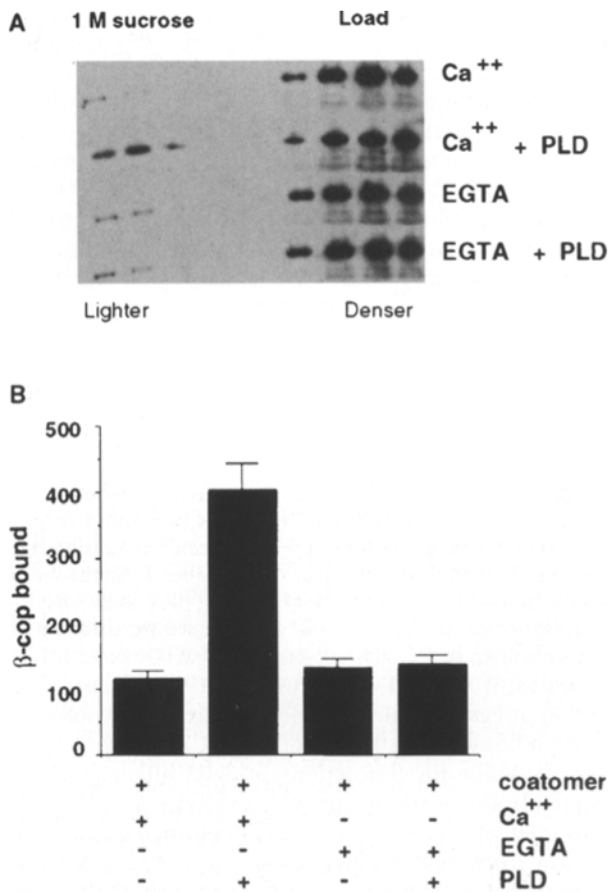 A
1 M sucrose Load
Ca ++
Ca ++ + PLD
EGTA
EGTA + PLD
Lighter Denser
B
500
400
300
200
100
0
β-cop bound
+ + + + coatomer
+ + - - Ca ++
- - + + EGTA
- + - + PLD